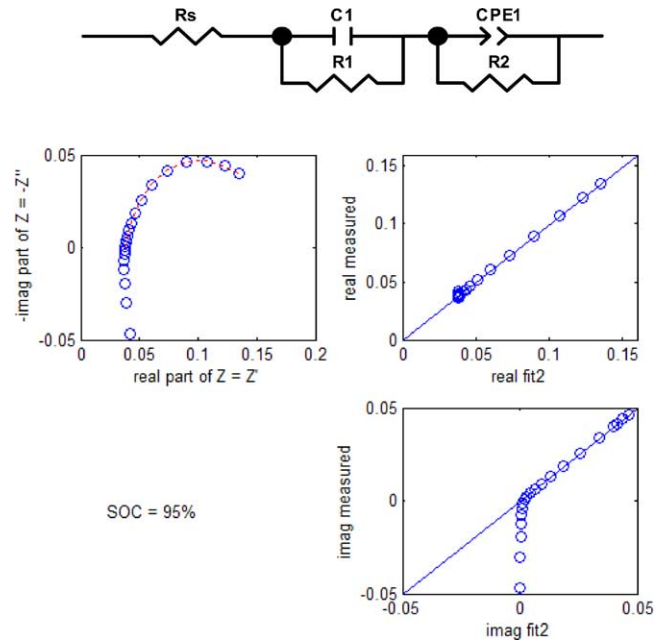 Rs
C1
CPE1
R1
R2
-imag part of Z = -Z"
0.05
0
-0.05
0
0.05
0.1
0.15
0.2
real part of Z = Z'
real measured
0.15
0.1
0.05
0
0
0.05
0.1
0.15
real fit2
SOC = 95%
imag measured
0.05
0
-0.05
-0.05
0
0.05
imag fit2